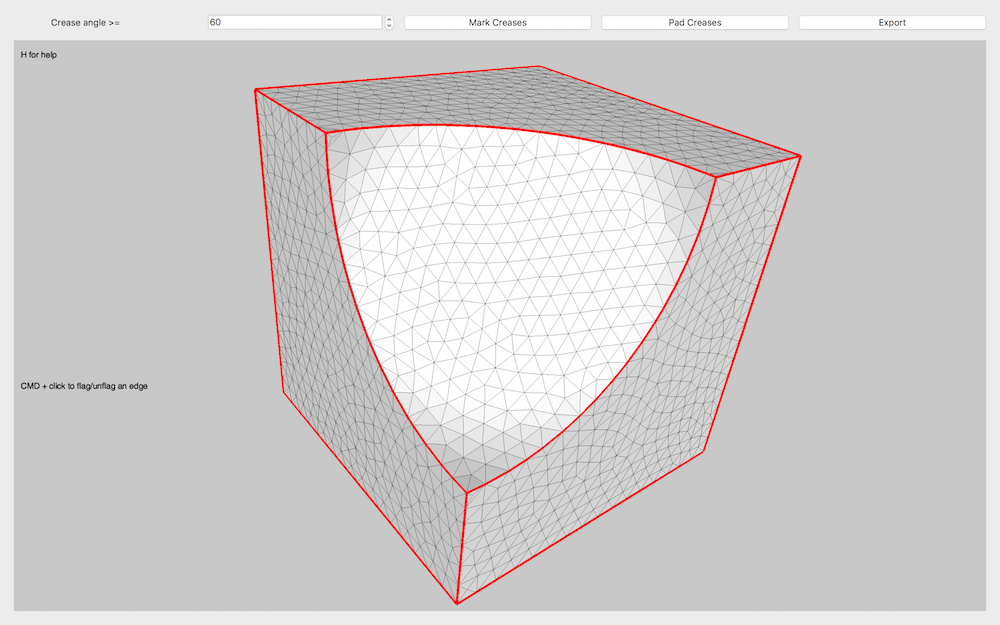 Crease angle >= 60 Mark Creases Pad Creases Export
H for help
CMD + click to flag/unflag an edge